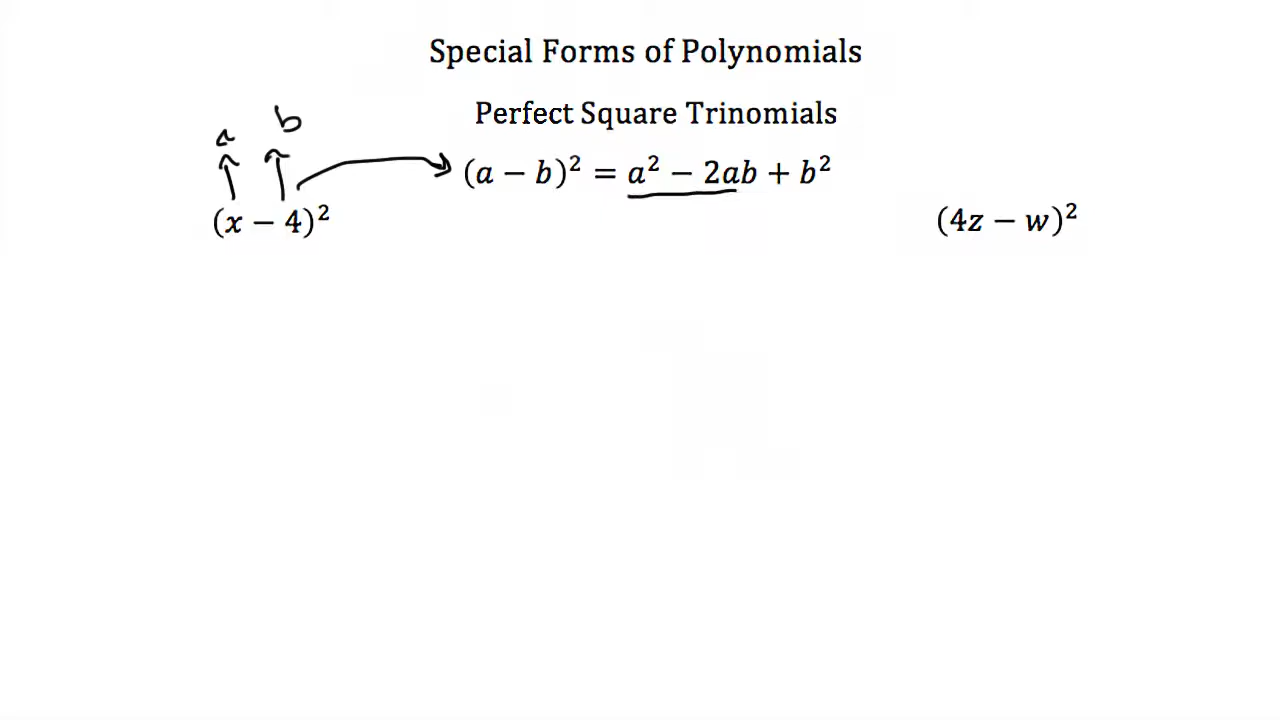 Special Forms of Polynomials
Perfect Square Trinomials
a b
(a − b)² = a² − 2ab + b²
(x − 4)²
(4z − w)²